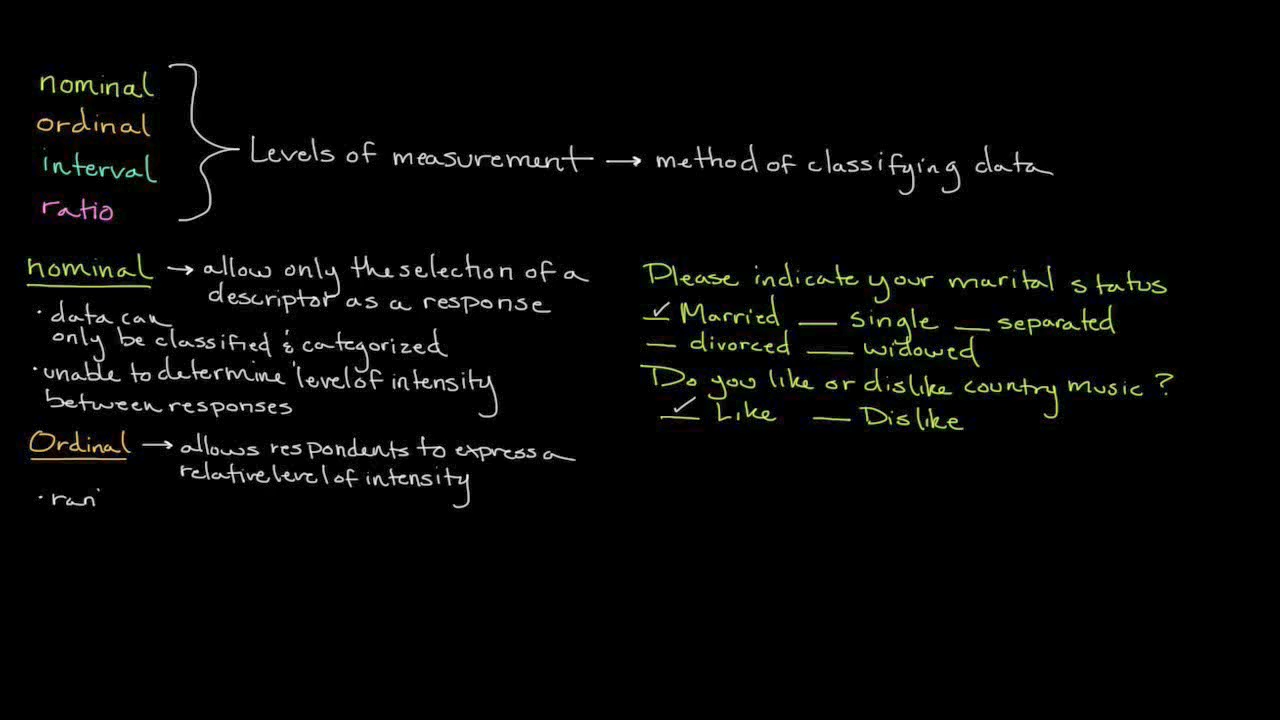 nominal
ordinal
interval
ratio
Levels of measurement → method of classifying data
nominal → allow only the selection of a
descriptor as a response
· data can
only be classified & categorized
· unable to determine level of intensity
between responses
Ordinal → allows respondents to express a
relative level of intensity
· ran
Please indicate your marital status
✓ Married __ single __ separated
__ divorced __ widowed
Do you like or dislike country music?
✓ Like __ Dislike